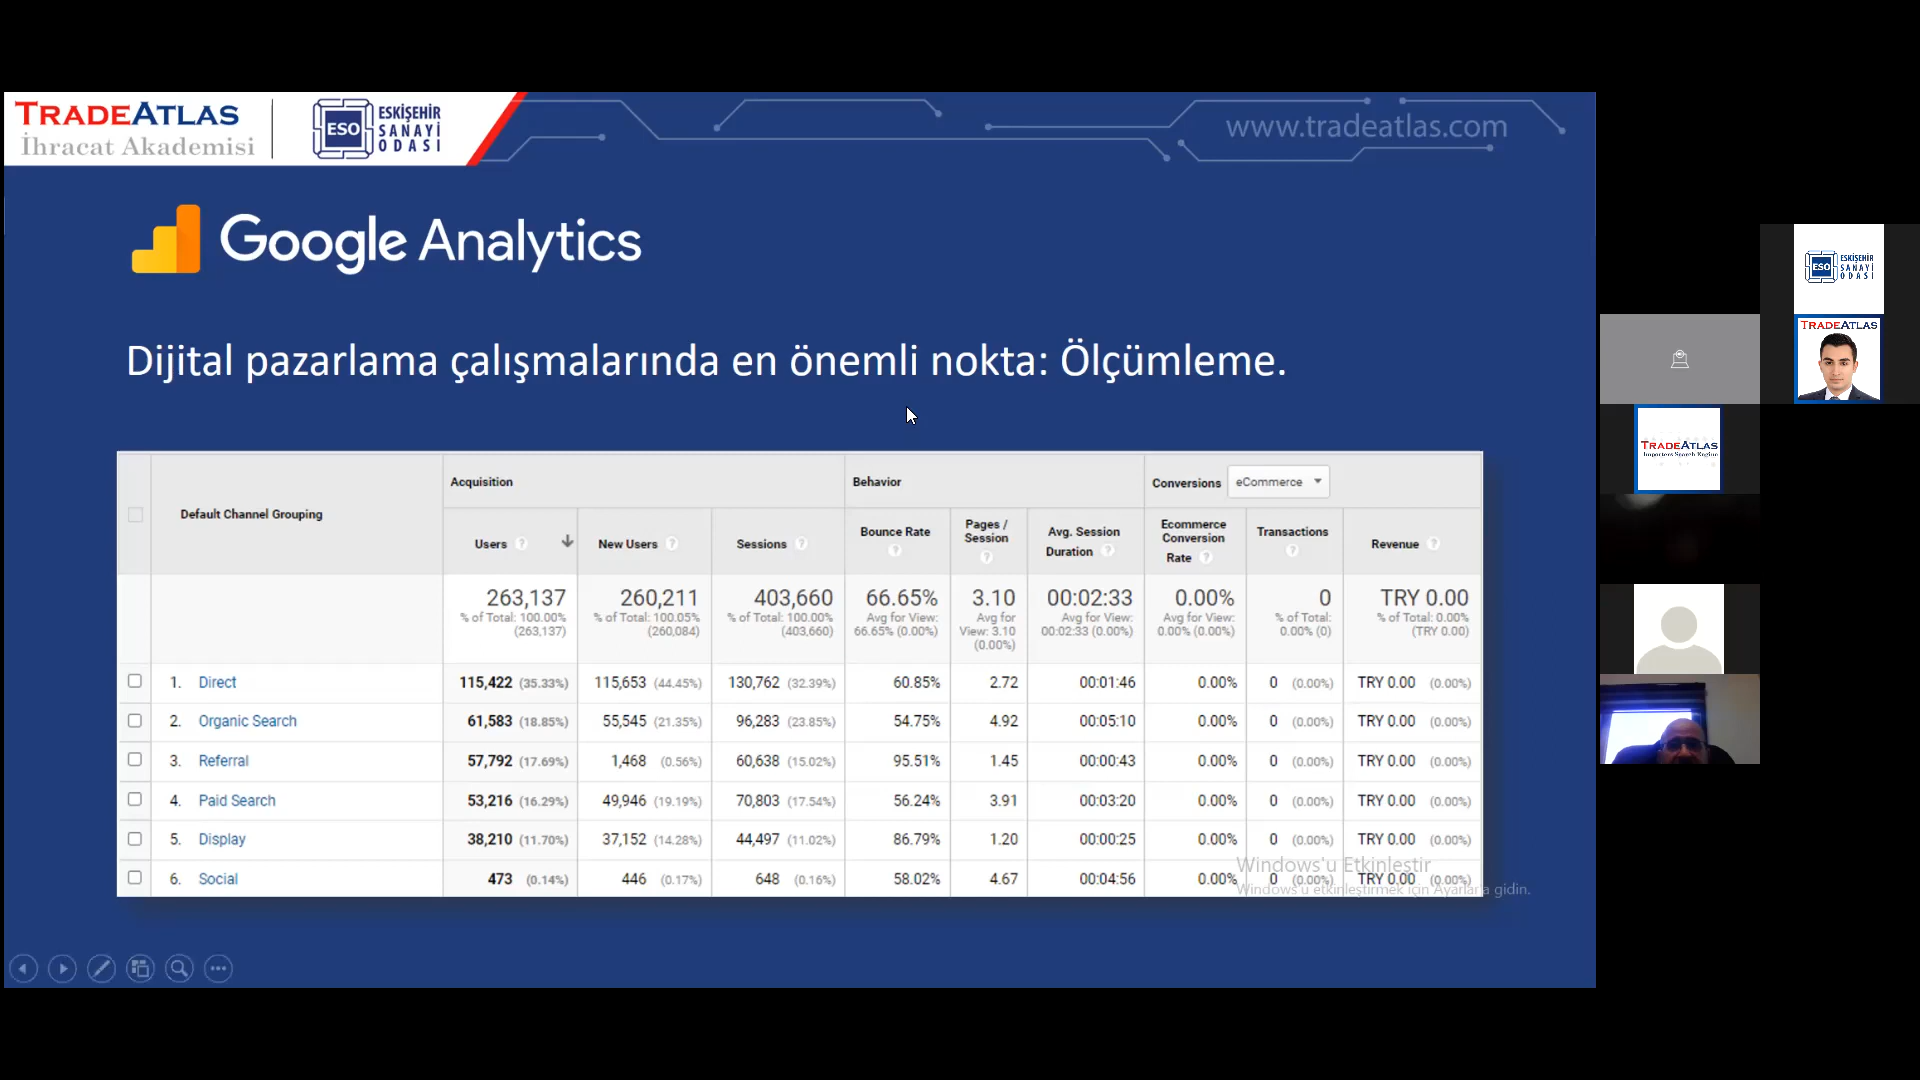 TRADEATLAS
İhracat Akademisi
ESO
ESKİŞEHİR
SANAYİ
ODASI
www.tradeatlas.com
Google Analytics
Dijital pazarlama çalışmalarında en önemli nokta: Ölçümleme.
Default Channel Grouping
Acquisition
Behavior
Conversions eCommerce
Users ? New Users ? Sessions ? Bounce Rate ? Pages / Session ? Avg. Session Duration ? Ecommerce Conversion Rate ? Transactions ? Revenue ?
263,137 260,211 403,660 66.65% 3.10 00:02:33 0.00% 0 TRY 0.00
% of Total: 100.00% (263,137) % of Total: 100.05% (260,084) % of Total: 100.00% (403,660) Avg for View: 66.65% (0.00%) Avg for View: 3.10 (0.00%) Avg for View: 00:02:33 (0.00%) Avg for View: 0.00% (0.00%) % of Total: 0.00% (0) % of Total: 0.00% (TRY 0.00)
1. Direct 115,422 (35.33%) 115,653 (44.45%) 130,762 (32.39%) 60.85% 2.72 00:01:46 0.00% 0 (0.00%) TRY 0.00 (0.00%)
2. Organic Search 61,583 (18.85%) 55,545 (21.35%) 96,283 (23.85%) 54.75% 4.92 00:05:10 0.00% 0 (0.00%) TRY 0.00 (0.00%)
3. Referral 57,792 (17.69%) 1,468 (0.56%) 60,638 (15.02%) 95.51% 1.45 00:00:43 0.00% 0 (0.00%) TRY 0.00 (0.00%)
4. Paid Search 53,216 (16.29%) 49,946 (19.19%) 70,803 (17.54%) 56.24% 3.91 00:03:20 0.00% 0 (0.00%) TRY 0.00 (0.00%)
5. Display 38,210 (11.70%) 37,152 (14.28%) 44,497 (11.02%) 86.79% 1.20 00:00:25 0.00% 0 (0.00%) TRY 0.00 (0.00%)
6. Social 473 (0.14%) 446 (0.17%) 648 (0.16%) 58.02% 4.67 00:04:56 0.00% 0 (0.00%) TRY 0.00 (0.00%)
Windows'u Etkinleştir
Windows'u etkinleştirmek için Ayarlar'a gidin.
ESO
ESKİŞEHİR
SANAYİ
ODASI
TRADEATLAS
TRADEATLAS
Importers Search Engine